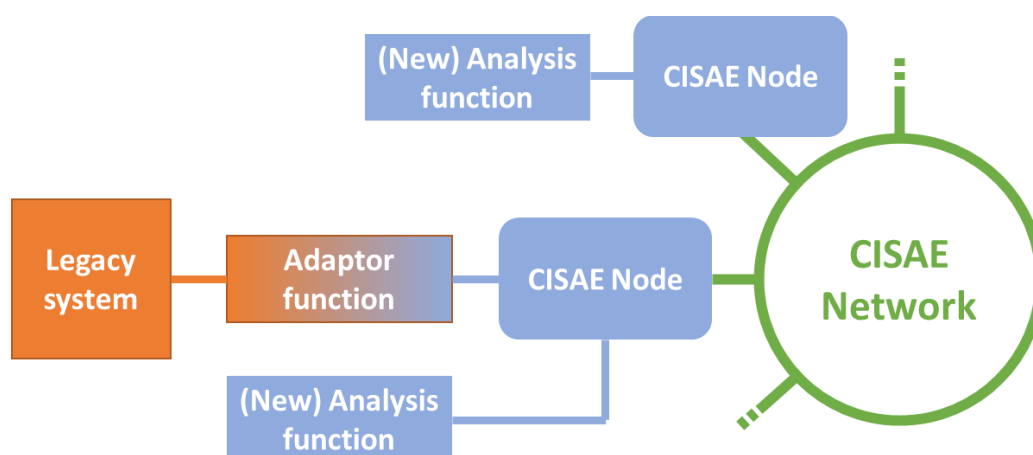 (New) Analysis
function
CISAE Node
Legacy
system
Adaptor
function
CISAE Node
CISAE
Network
(New) Analysis
function